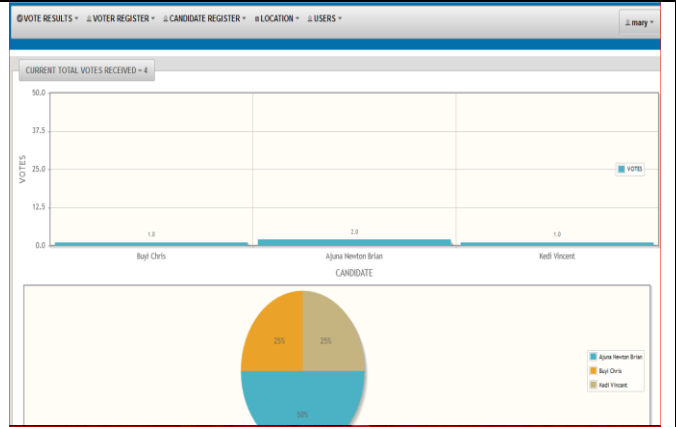 VOTE RESULTS VOTER REGISTER CANDIDATE REGISTER LOCATION USERS mary
CURRENT TOTAL VOTES RECEIVED = 4
50.0
37.5
25.0
12.5
0.0
VOTES
1.0 2.0 1.0
VOTES
Buyi Chris Ajuna Newton Brian Kedi Vincent
CANDIDATE
25% 25%
50%
Ajuna Newton Brian
Buyi Chris
Kedi Vincent